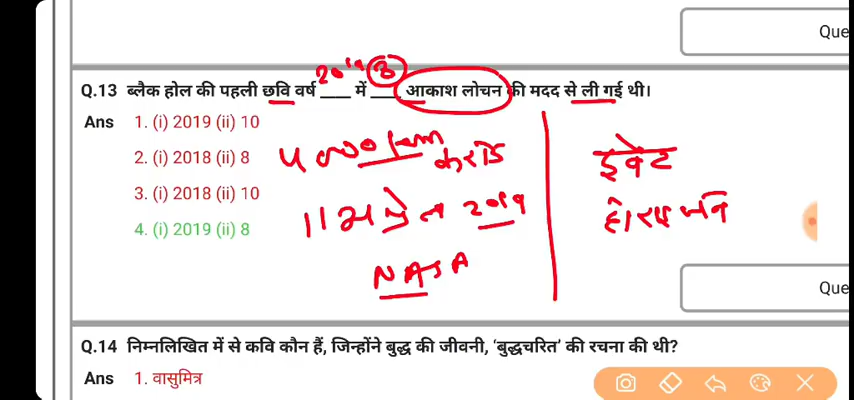 Que
2019 8
Q.13 ब्लैक होल की पहली छवि वर्ष ____ में ____ आकाश लोचन की मदद से ली गई थी।
Ans 1. (i) 2019 (ii) 10
2. (i) 2018 (ii) 8
3. (i) 2018 (ii) 10
4. (i) 2019 (ii) 8
करोड़
11 अप्रैल 2019
NASA
इवेंट
Que
Q.14 निम्नलिखित में से कवि कौन हैं, जिन्होंने बुद्ध की जीवनी, 'बुद्धचरित' की रचना की थी?
Ans 1. वासुमित्र